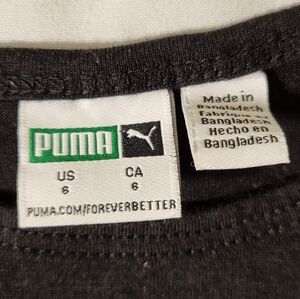 PUMA
US CA
6 6
PUMA.COM/FOREVERBETTER
Made in
Bangladesh
Fabriqué au
Bangladesh
Hecho en
Bangladesh